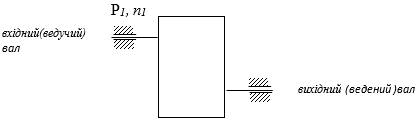 P1, n1
вхідний(ведучий)
вал
вихідний (ведений )вал